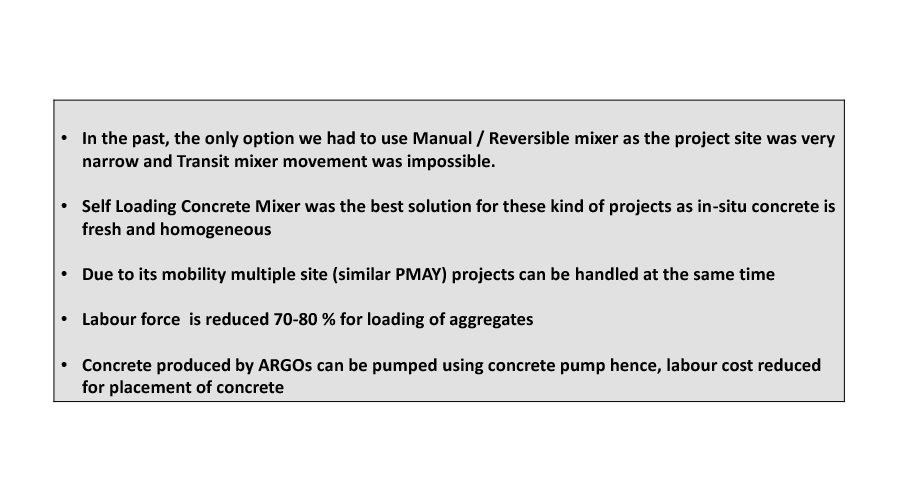 • In the past, the only option we had to use Manual / Reversible mixer as the project site was very
narrow and Transit mixer movement was impossible.
• Self Loading Concrete Mixer was the best solution for these kind of projects as in-situ concrete is
fresh and homogeneous
• Due to its mobility multiple site (similar PMAY) projects can be handled at the same time
• Labour force  is reduced 70-80 % for loading of aggregates
• Concrete produced by ARGOs can be pumped using concrete pump hence, labour cost reduced
for placement of concrete